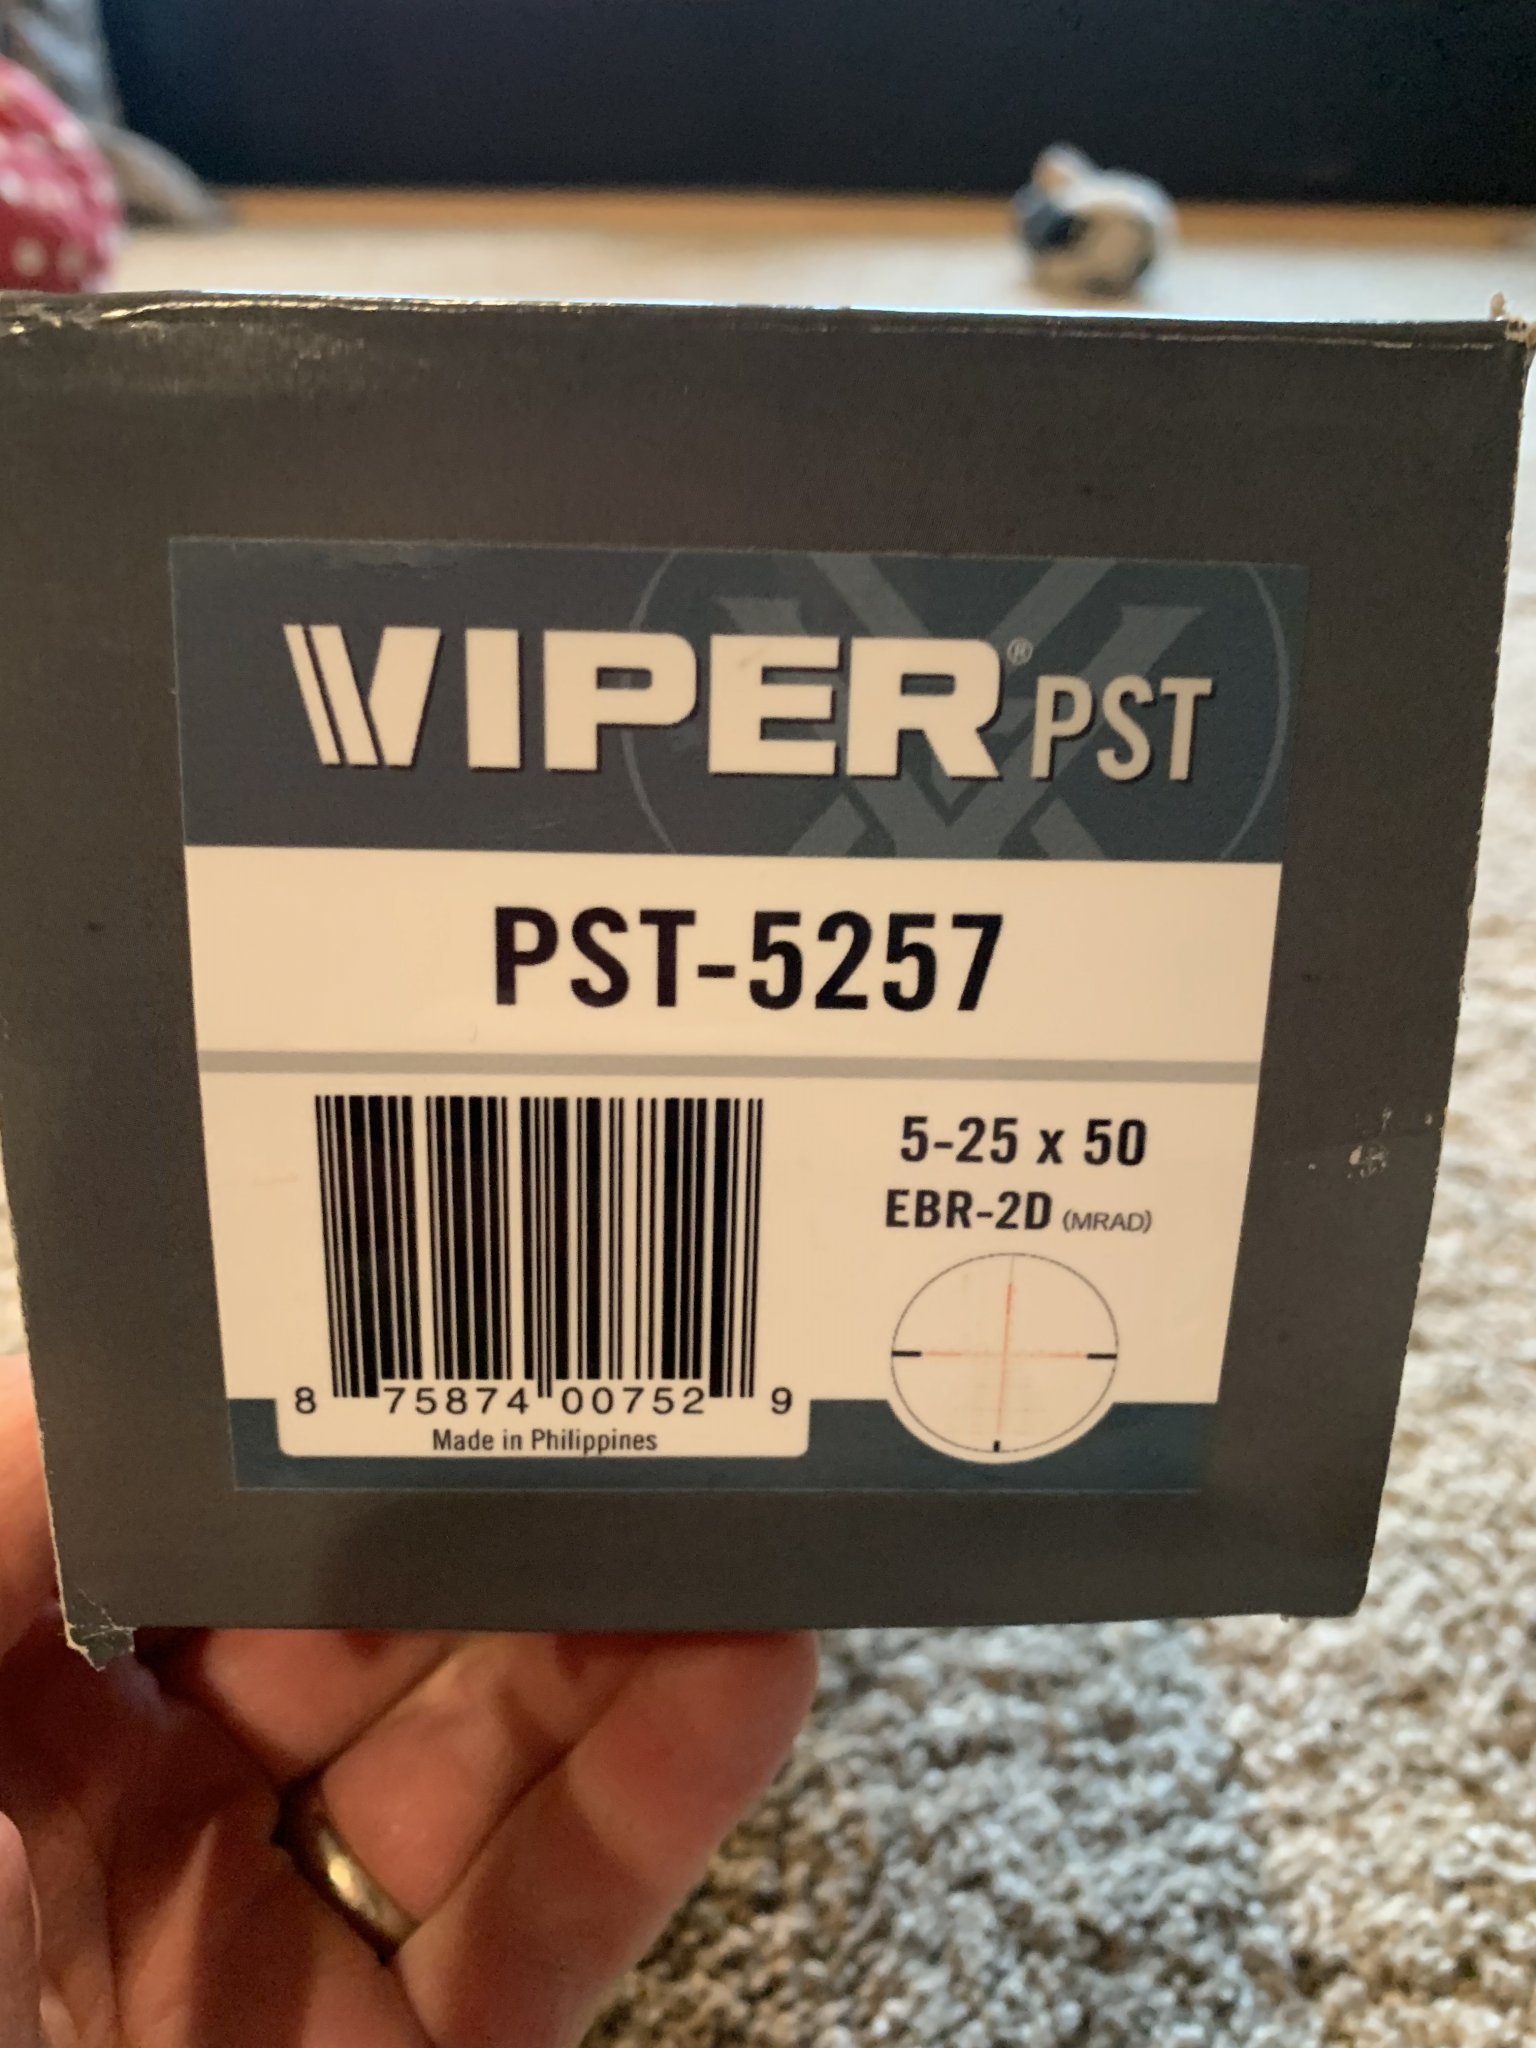 VIPER® PST
PST-5257
5-25 x 50
EBR-2D (MRAD)
8 75874 00752 9
Made in Philippines